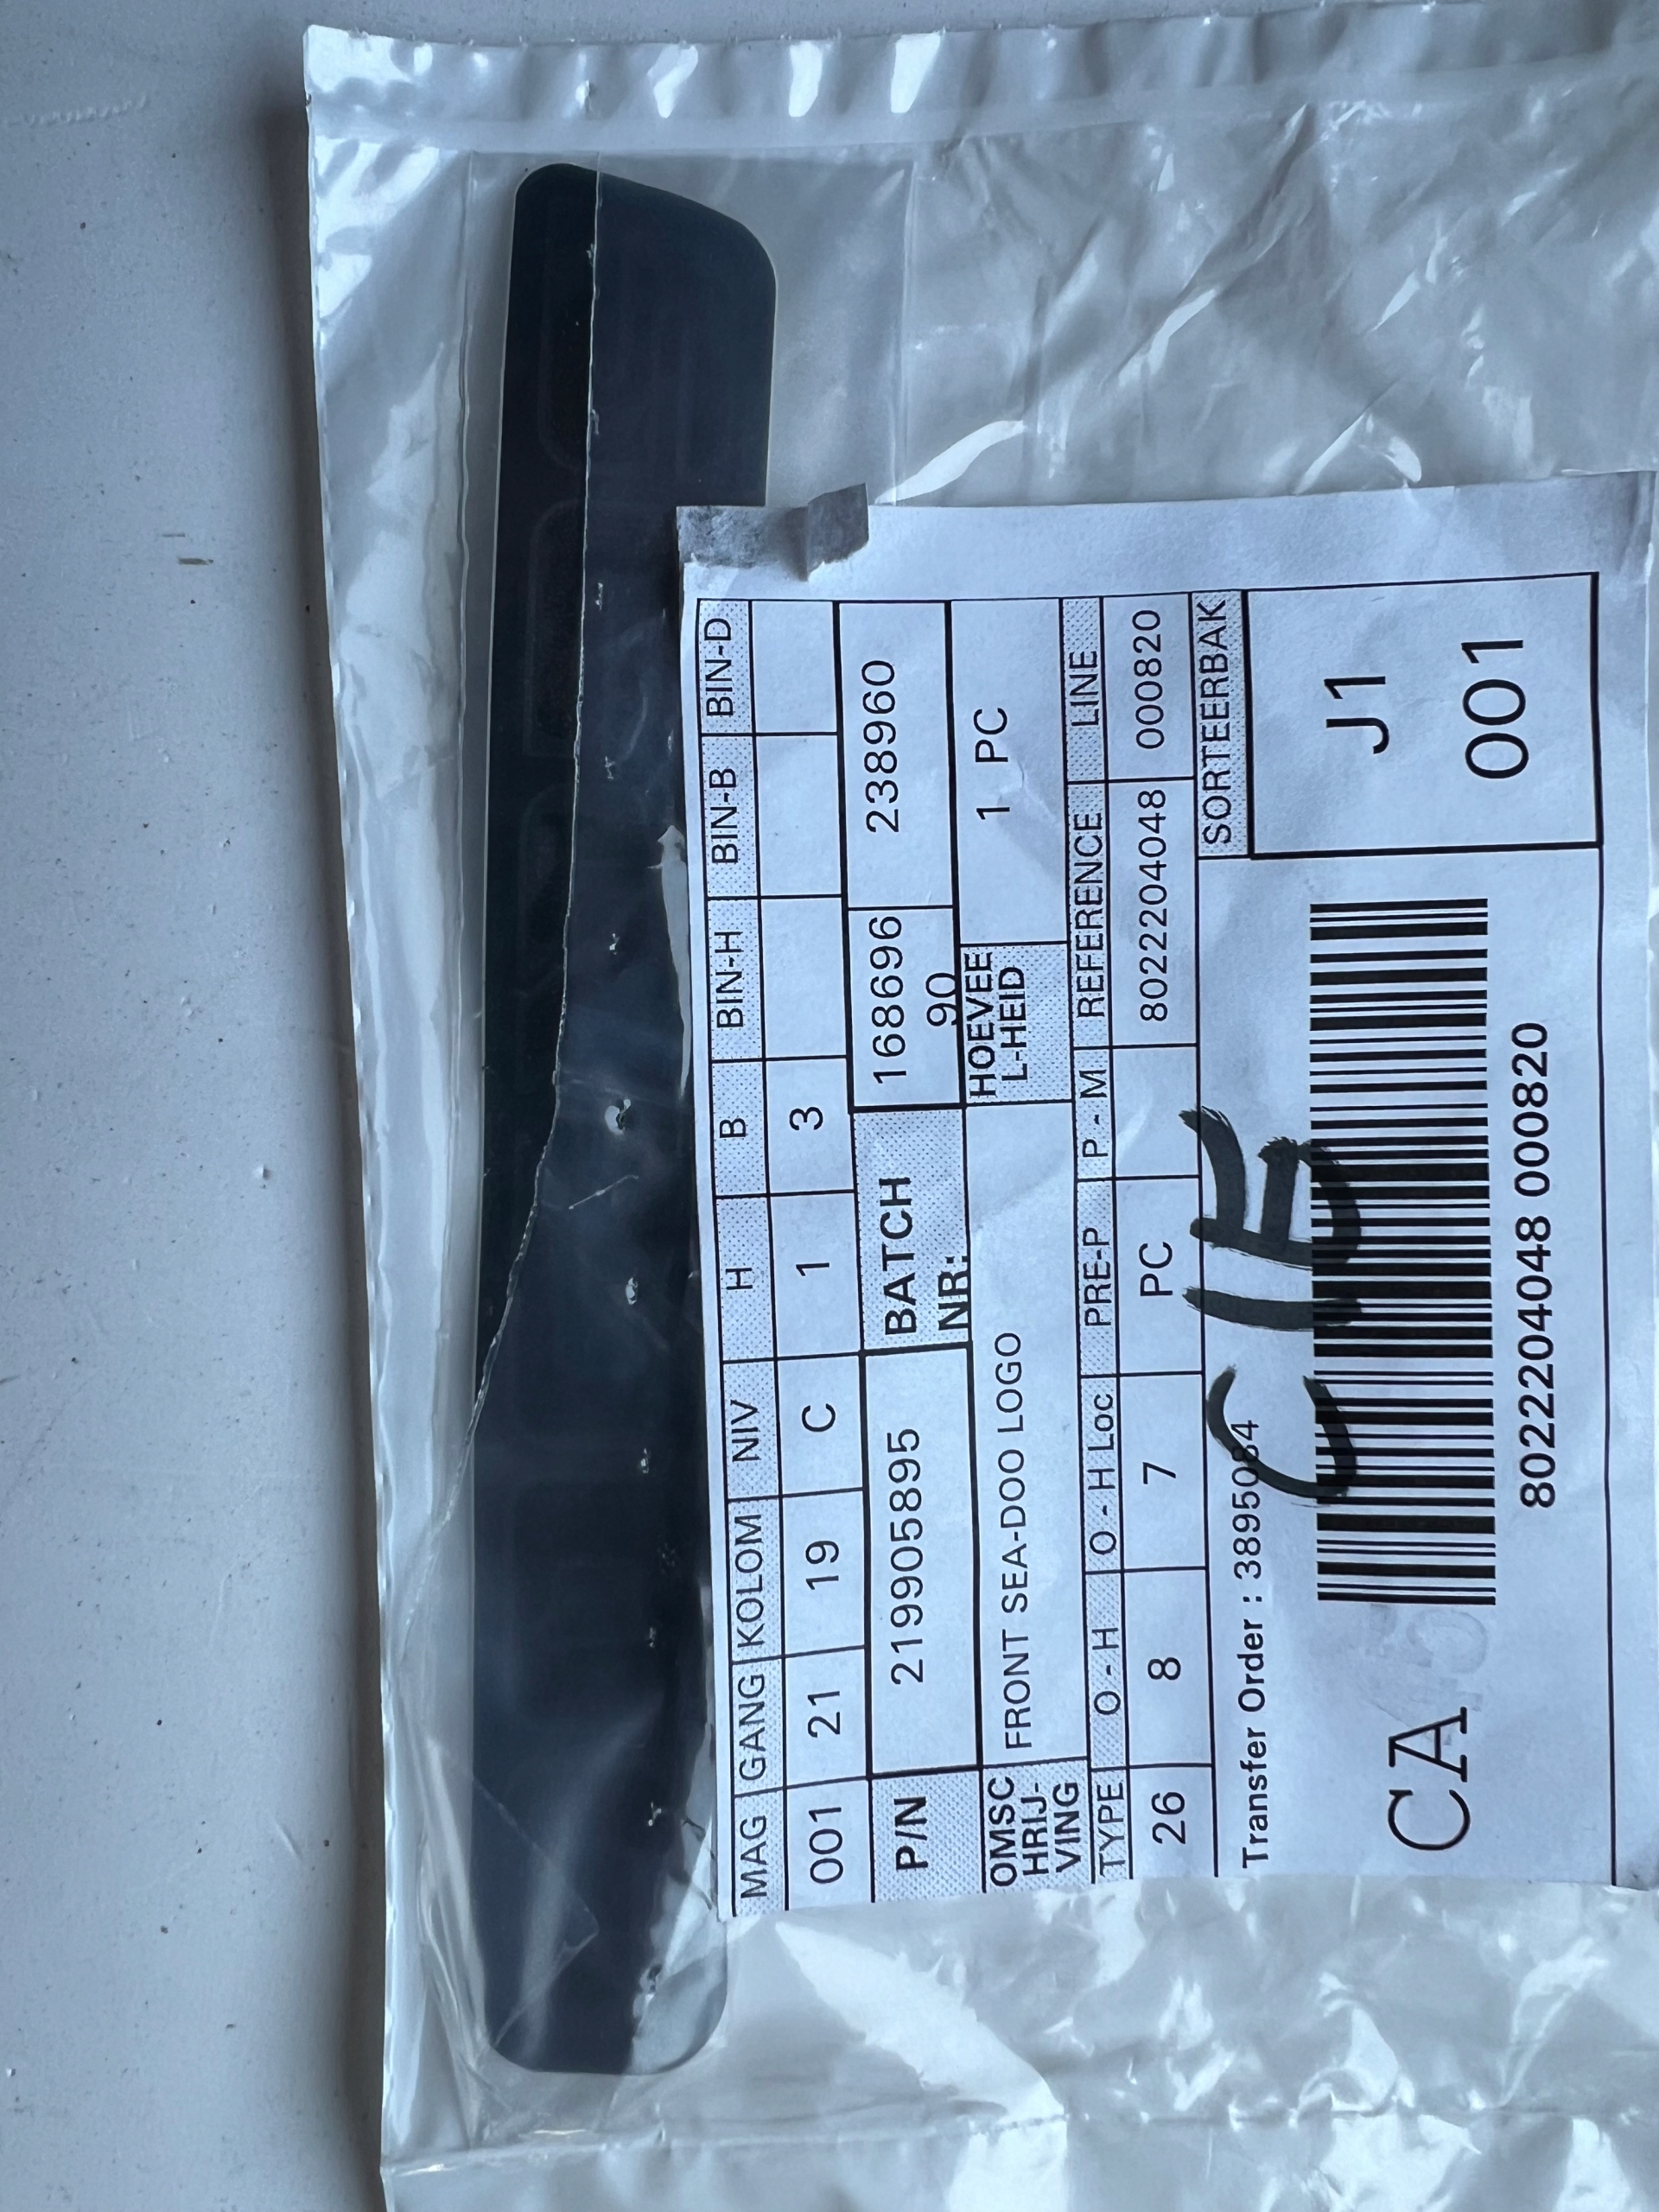 MAG GANG KOLOM NIV H B BIN-H BIN-B BIN-D
001 21 19 C 1 3
P/N 219905895 BATCH NR: 168696 90 238960
OMSC HRIJ- VING FRONT SEA-DOO LOGO HOEVEE L-HEID 1 PC
TYPE O - H O - H Loc PRE-P P - M REFERENCE LINE
26 8 7 PC 8022204048 000820
Transfer Order : 3895084
SORTEERBAK
J1
001
CA
8022204048 000820